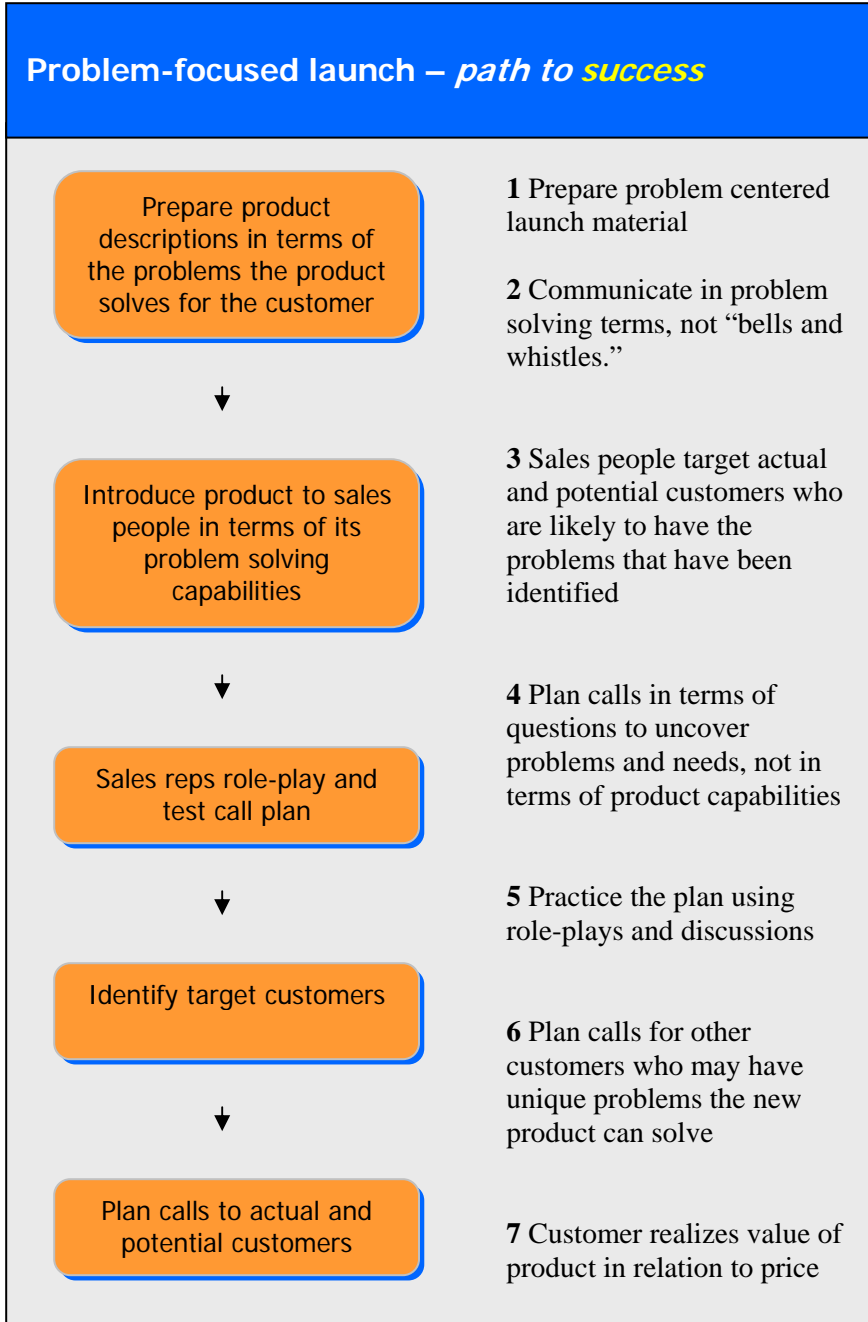 Problem-focused launch – path to success
Prepare product
descriptions in terms of
the problems the product
solves for the customer
Introduce product to sales
people in terms of its
problem solving
capabilities
Sales reps role-play and
test call plan
Identify target customers
Plan calls to actual and
potential customers
1 Prepare problem centered
launch material
2 Communicate in problem
solving terms, not “bells and
whistles.”
3 Sales people target actual
and potential customers who
are likely to have the
problems that have been
identified
4 Plan calls in terms of
questions to uncover
problems and needs, not in
terms of product capabilities
5 Practice the plan using
role-plays and discussions
6 Plan calls for other
customers who may have
unique problems the new
product can solve
7 Customer realizes value of
product in relation to price